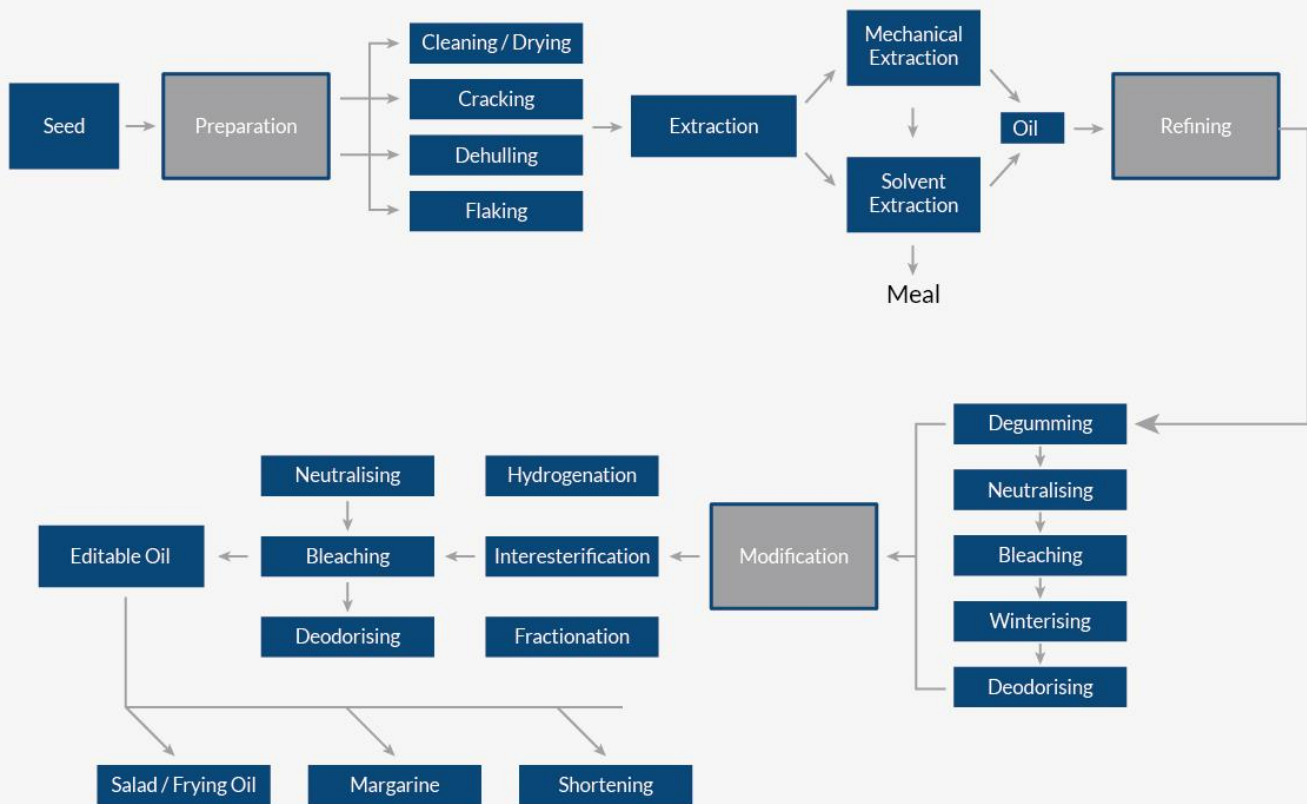 Seed
Preparation
Cleaning / Drying
Cracking
Dehulling
Flaking
Extraction
Mechanical
Extraction
Solvent
Extraction
Meal
Oil
Refining
Degumming
Neutralising
Bleaching
Winterising
Deodorising
Modification
Hydrogenation
Interesterification
Fractionation
Neutralising
Bleaching
Deodorising
Editable Oil
Salad / Frying Oil
Margarine
Shortening